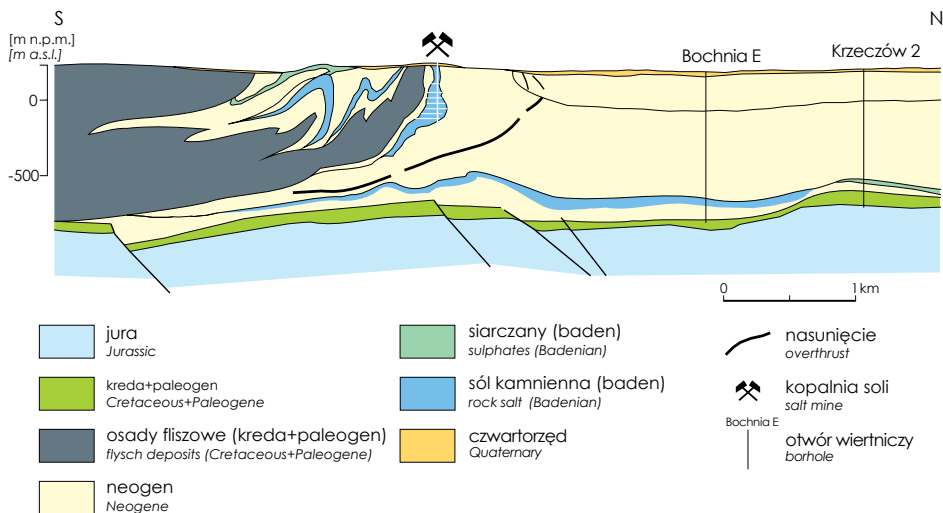 S
N
[m n.p.m.]
[m a.s.l.]
0
-500
Bochnia E
Krzeczów 2
0
1 km
jura
Jurassic
kreda+paleogen
Cretaceous+Paleogene
osady fliszowe (kreda+paleogen)
flysch deposits (Cretaceous+Paleogene)
neogen
Neogene
siarczany (baden)
sulphates (Badenian)
sól kamnienna (baden)
rock salt (Badenian)
czwartorzęd
Quaternary
nasunięcie
overthrust
kopalnia soli
salt mine
Bochnia E
otwór wiertniczy
borhole